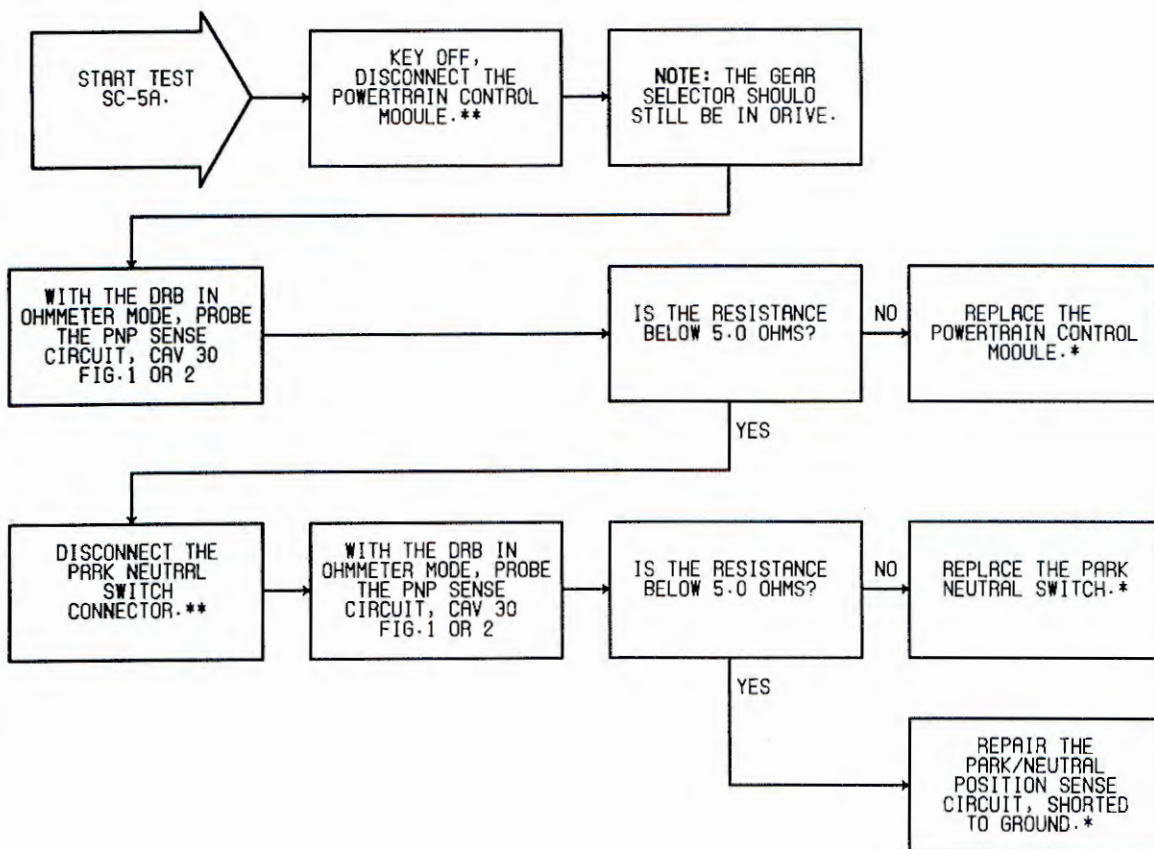 START TEST
SC-5A.
KEY OFF,
DISCONNECT THE
POWERTRAIN CONTROL
MODULE.**
NOTE: THE GEAR
SELECTOR SHOULD
STILL BE IN DRIVE.
WITH THE DRB IN
OHMMETER MODE, PROBE
THE PNP SENSE
CIRCUIT, CAV 30
FIG.1 OR 2
IS THE RESISTANCE
BELOW 5.0 OHMS?
NO
REPLACE THE
POWERTRAIN CONTROL
MODULE.*
YES
DISCONNECT THE
PARK NEUTRAL
SWITCH
CONNECTOR.**
WITH THE DRB IN
OHMMETER MODE, PROBE
THE PNP SENSE
CIRCUIT, CAV 30
FIG.1 OR 2
IS THE RESISTANCE
BELOW 5.0 OHMS?
NO
REPLACE THE PARK
NEUTRAL SWITCH.*
YES
REPAIR THE
PARK/NEUTRAL
POSITION SENSE
CIRCUIT, SHORTED
TO GROUND.*